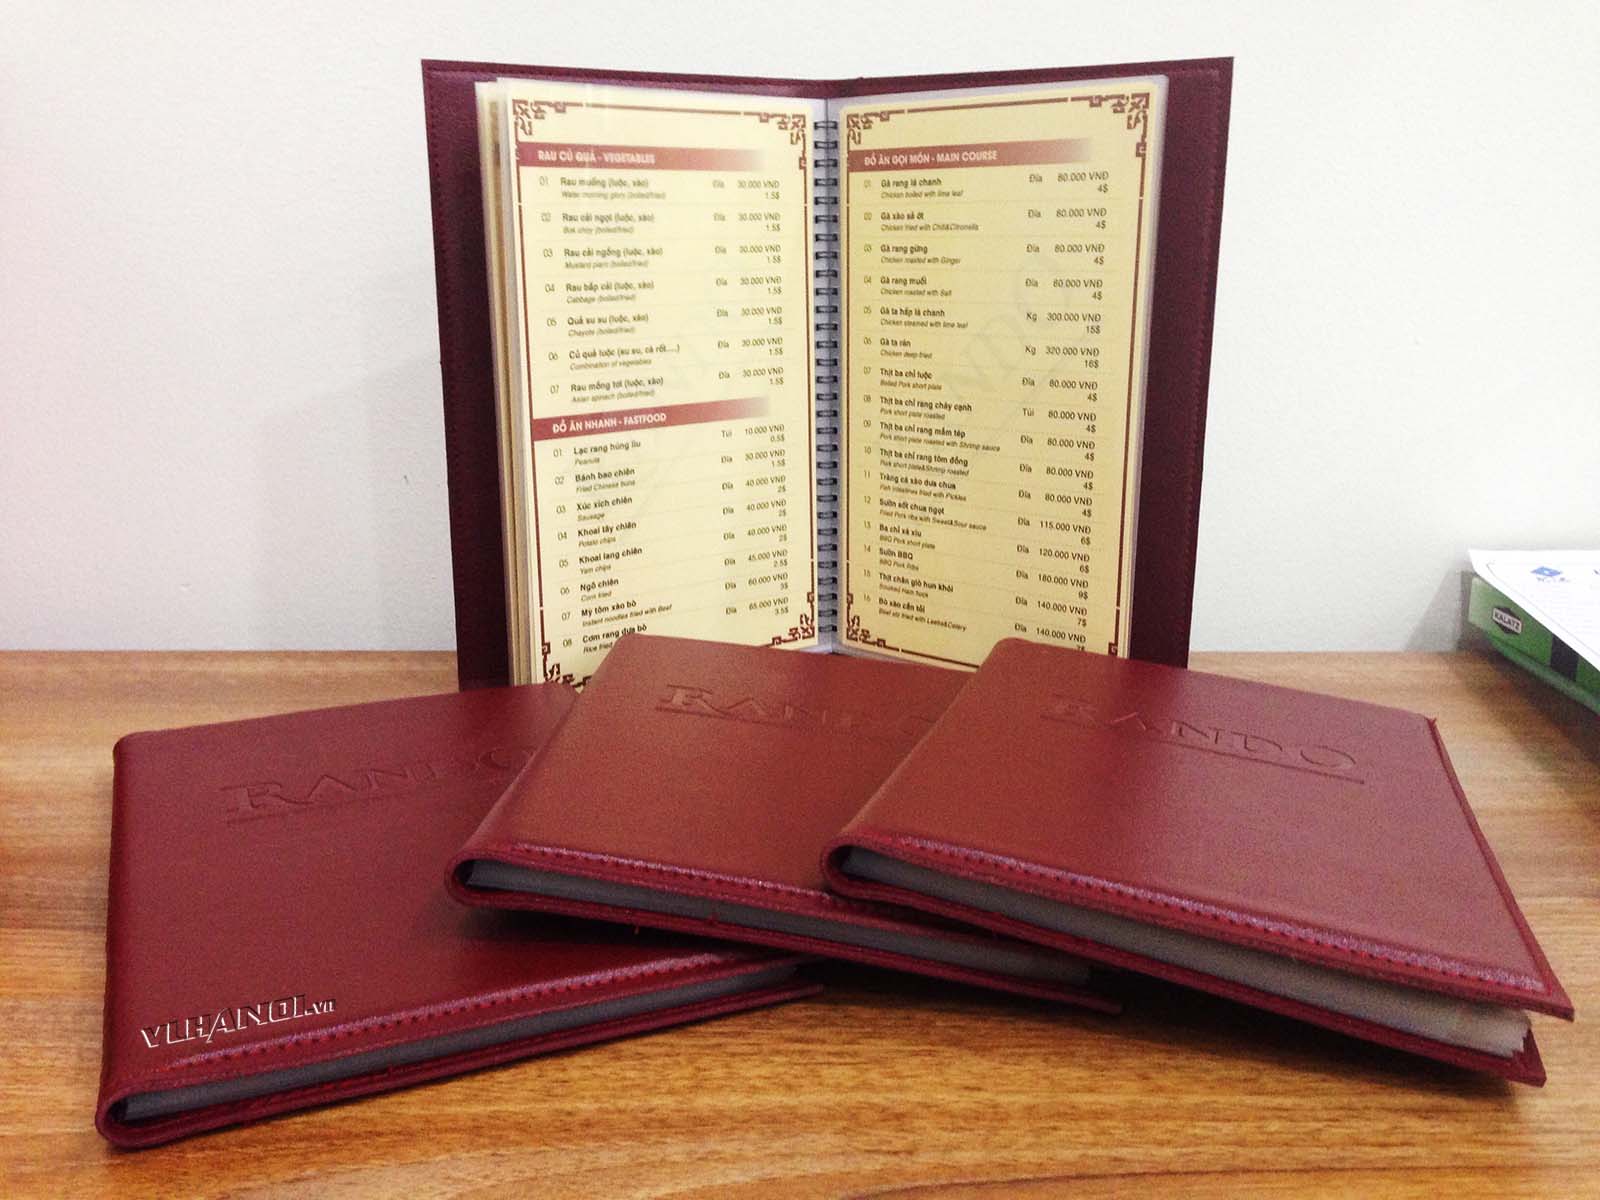 RAU CỦ QUẢ - VEGETABLES
01 Rau muống (luộc, xào) Đĩa 30.000 VNĐ
Water morning glory (boiled/fried) 1.5$
02 Rau cải ngọt (luộc, xào) Đĩa 30.000 VNĐ
Bok choy (boiled/fried) 1.5$
03 Rau cải ngồng (luộc, xào) Đĩa 30.000 VNĐ
Mustard plant (boiled/fried) 1.5$
04 Rau bắp cải (luộc, xào) Đĩa 30.000 VNĐ
Cabbage (boiled/fried) 1.5$
05 Quả su su (luộc, xào) Đĩa 30.000 VNĐ
Chayote (boiled/fried) 1.5$
06 Củ quả luộc (su su, cà rốt.....) Đĩa 30.000 VNĐ
Combination of vegetables 1.5$
07 Rau mồng tơi (luộc, xào) Đĩa 30.000 VNĐ
Asian spinach (boiled/fried) 1.5$
ĐỒ ĂN NHANH - FASTFOOD
01 Lạc rang húng lìu Túi 10.000 VNĐ
Peanuts 0.5$
02 Bánh bao chiên Đĩa 30.000 VNĐ
Fried Chinese buns 1.5$
03 Xúc xích chiên Đĩa 40.000 VNĐ
Sausage 2$
04 Khoai tây chiên Đĩa 40.000 VNĐ
Potato chips 2$
05 Khoai lang chiên Đĩa 40.000 VNĐ
Yam chips 2$
06 Ngô chiên Đĩa 45.000 VNĐ
Corn fried 2.5$
07 Mỳ tôm xào bò Đĩa 60.000 VNĐ
Instant noodles fried with Beef 3$
08 Cơm rang dưa bò Đĩa 65.000 VNĐ
Rice fried 3.5$
ĐỒ ĂN GỌI MÓN - MAIN COURSE
01 Gà rang lá chanh Đĩa 80.000 VNĐ
Chicken boiled with lime leaf 4$
02 Gà xào sả ớt Đĩa 80.000 VNĐ
Chicken fried with Chili&Citronella 4$
03 Gà rang gừng Đĩa 80.000 VNĐ
Chicken roasted with Ginger 4$
04 Gà rang muối Đĩa 80.000 VNĐ
Chicken roasted with Salt 4$
05 Gà ta hấp lá chanh Kg 300.000 VNĐ
Chicken steamed with lime leaf 15$
06 Gà ta rán Kg 320.000 VNĐ
Chicken deep fried 16$
07 Thịt ba chỉ luộc Đĩa 80.000 VNĐ
Boiled Pork short plate 4$
08 Thịt ba chỉ rang cháy cạnh Túi 80.000 VNĐ
Pork short plate roasted 4$
09 Thịt ba chỉ rang mắm tép Đĩa 80.000 VNĐ
Pork short plate roasted with Shrimp sauce 4$
10 Thịt ba chỉ rang tôm đồng Đĩa 80.000 VNĐ
Pork short plate&Shrimp roasted 4$
11 Tràng cá xào dưa chua Đĩa 80.000 VNĐ
Fish intestines fried with Pickles 4$
12 Sườn sốt chua ngọt Đĩa 115.000 VNĐ
Fried Pork ribs with Sweet&Sour sauce 6$
13 Ba chỉ xá xíu Đĩa 120.000 VNĐ
BBQ Pork short plate 6$
14 Sườn BBQ Đĩa 180.000 VNĐ
BBQ Pork Ribs 9$
15 Thịt chân giò hun khói Đĩa 140.000 VNĐ
Smoked Ham hock 7$
16 Bò xào cần tỏi Đĩa 140.000 VNĐ
Beef stir fried with Leeks&Celery 7$
KALATZ
RANDO
RANDO
RANDO
VLHANOI.vn